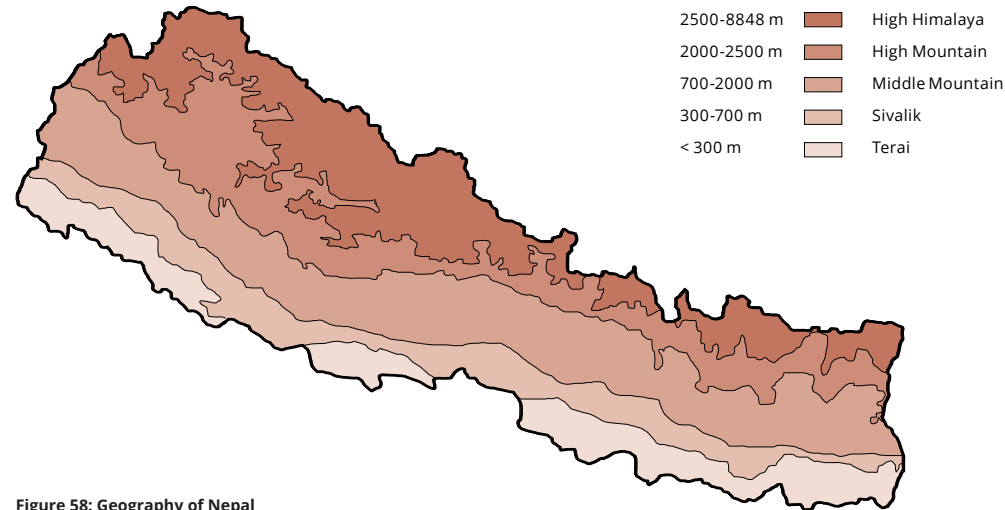 2500-8848 m High Himalaya
2000-2500 m High Mountain
700-2000 m Middle Mountain
300-700 m Sivalik
< 300 m Terai
Figure 58: Geography of Nepal